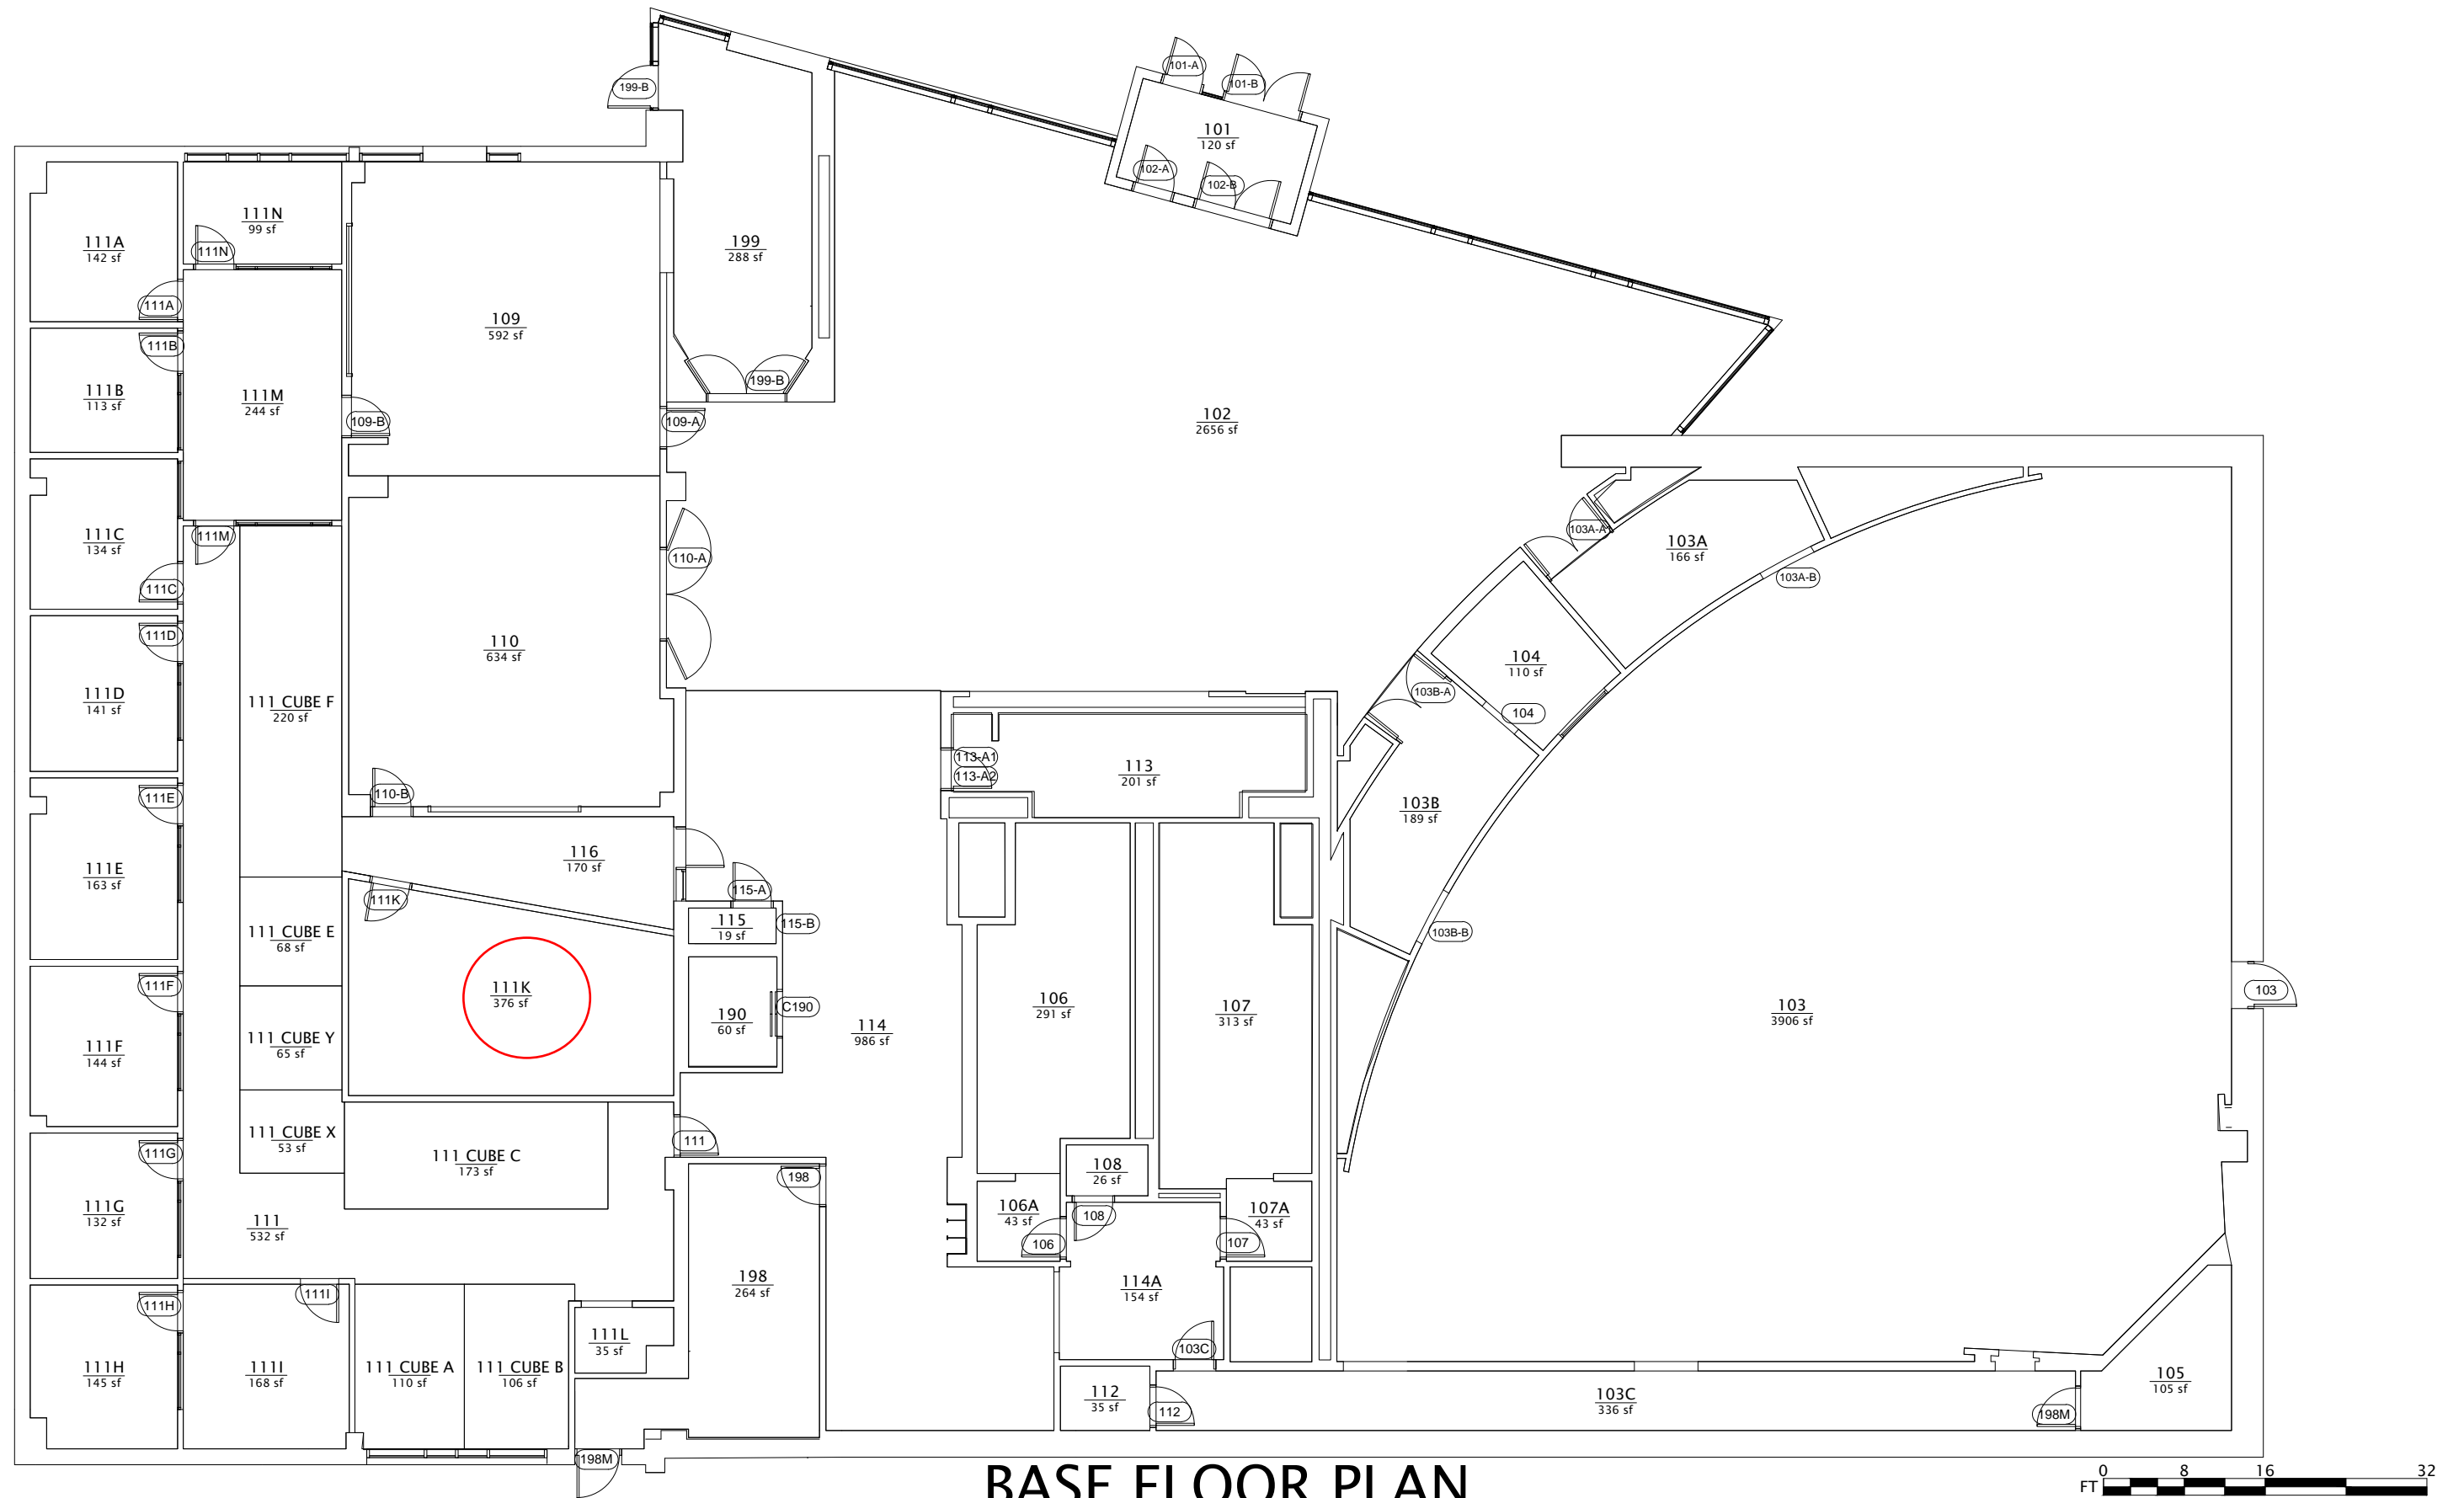 101-A
101-B
199-B
101
120 sf
102-A
102-B
111N
99 sf
111N
111A
142 sf
111A
199
288 sf
109
592 sf
111B
111B
113 sf
111M
244 sf
199-B
109-B
109-A
102
2656 sf
111C
134 sf
111M
111C
110-A
103A-A
103A
166 sf
103A-B
111D
111D
141 sf
110
634 sf
111 CUBE F
220 sf
104
110 sf
103B-A
104
113-A1
113-A2
113
201 sf
111E
110-B
103B
189 sf
111E
163 sf
116
170 sf
115-A
111K
115
19 sf
115-B
111 CUBE E
68 sf
103B-B
111F
111K
376 sf
C190
190
60 sf
106
291 sf
107
313 sf
103
103
3906 sf
111F
144 sf
111 CUBE Y
65 sf
114
986 sf
111 CUBE X
53 sf
111
111G
111 CUBE C
173 sf
198
108
26 sf
111G
132 sf
111
532 sf
106A
43 sf
107A
43 sf
108
106
107
198
264 sf
114A
154 sf
111H
111I
111L
35 sf
103C
111H
145 sf
111I
168 sf
111 CUBE A
110 sf
111 CUBE B
106 sf
112
35 sf
112
103C
336 sf
105
105 sf
198M
198M
BASE FLOOR PLAN
FT 0 8 16 32